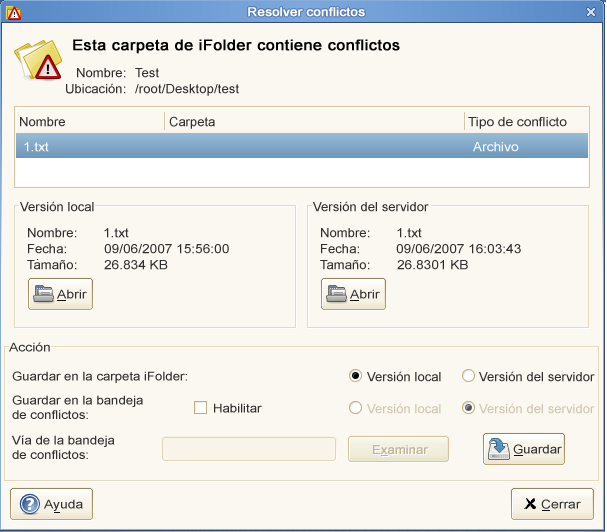 Resolver conflictos
Esta carpeta de iFolder contiene conflictos
Nombre: Test
Ubicación: /root/Desktop/test
Nombre Carpeta Tipo de conflicto
1.txt Archivo
Versión local
Nombre: 1.txt
Fecha: 09/06/2007 15:56:00
Tamaño: 26.834 KB
Abrir
Versión del servidor
Nombre: 1.txt
Fecha: 09/06/2007 16:03:43
Tamaño: 26.8301 KB
Abrir
Acción
Guardar en la carpeta iFolder: Versión local Versión del servidor
Guardar en la bandeja
de conflictos: Habilitar Versión local Versión del servidor
Vía de la bandeja
de conflictos: Examinar Guardar
Ayuda Cerrar